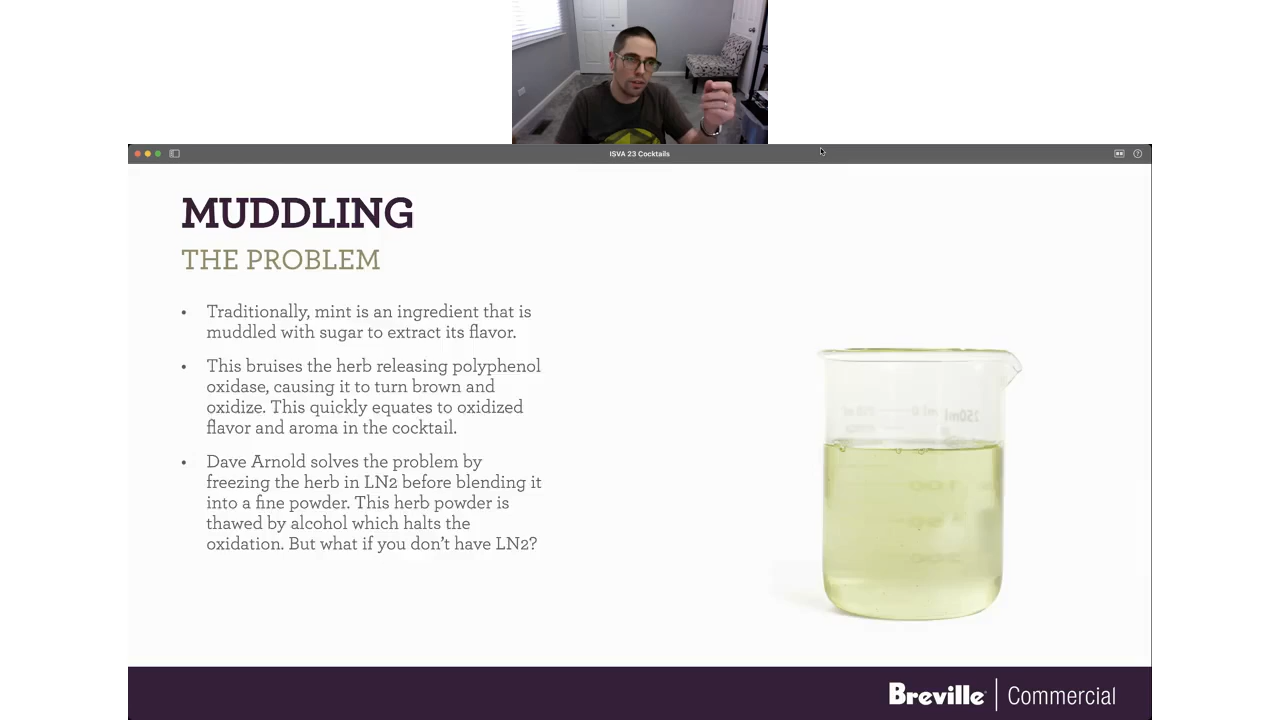 ISVA 23 Cocktails
MUDDLING
THE PROBLEM
• Traditionally, mint is an ingredient that is
muddled with sugar to extract its flavor.
• This bruises the herb releasing polyphenol
oxidase, causing it to turn brown and
oxidize. This quickly equates to oxidized
flavor and aroma in the cocktail.
• Dave Arnold solves the problem by
freezing the herb in LN2 before blending it
into a fine powder. This herb powder is
thawed by alcohol which halts the
oxidation. But what if you don't have LN2?
250ml
Breville | Commercial